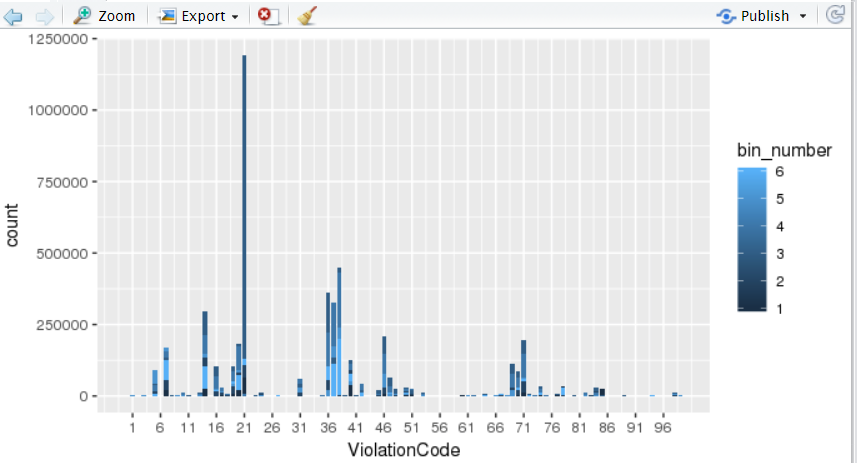 Zoom Export Publish
1250000
1000000
750000
500000
250000
0
count
1 6 11 16 21 26 31 36 41 46 51 56 61 66 71 76 81 86 91 96
ViolationCode
bin_number
6
5
4
3
2
1